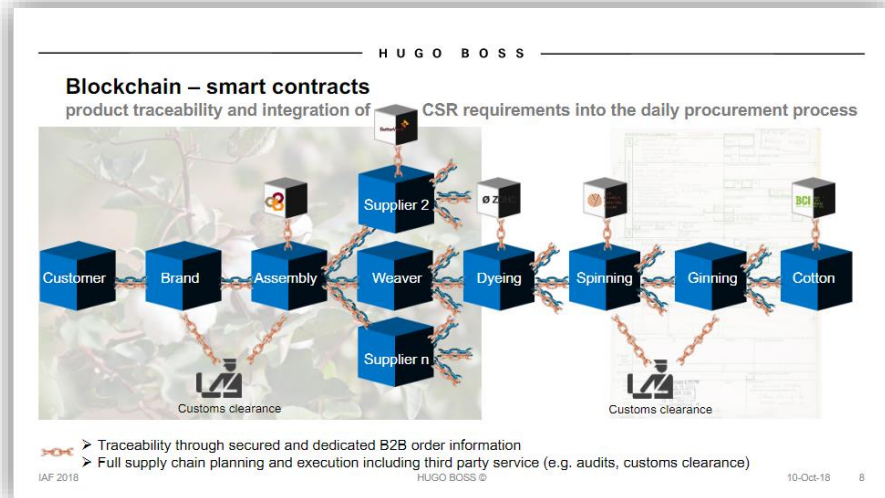 HUGO BOSS
Blockchain – smart contracts
product traceability and integration of CSR requirements into the daily procurement process
Supplier 2
Customer
Brand
Assembly
Weaver
Dyeing
Spinning
Ginning
BCI
Cotton
Supplier n
Customs clearance
Customs clearance
➢ Traceability through secured and dedicated B2B order information
➢ Full supply chain planning and execution including third party service (e.g. audits, customs clearance)
IAF 2018
HUGO BOSS ©
10-Oct-18
8